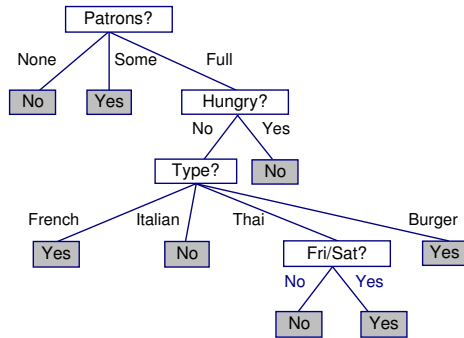 Patrons?
None Some Full
No Yes Hungry?
No Yes
Type? No
French Italian Thai Burger
Yes No Fri/Sat? Yes
No Yes
No Yes